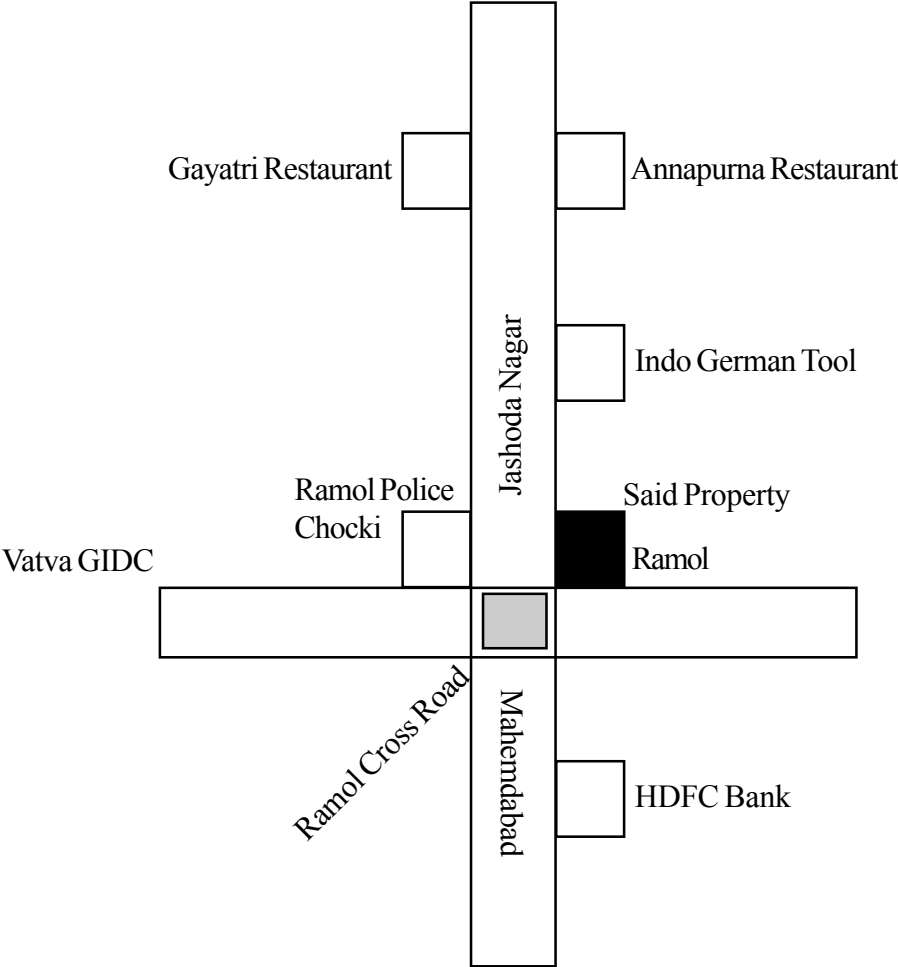 Gayatri Restaurant
Annapurna Restaurant
Jashoda Nagar
Indo German Tool
Ramol Police
Chocki
Said Property
Vatva GIDC
Ramol
Ramol Cross Road
Mahemdabad
HDFC Bank